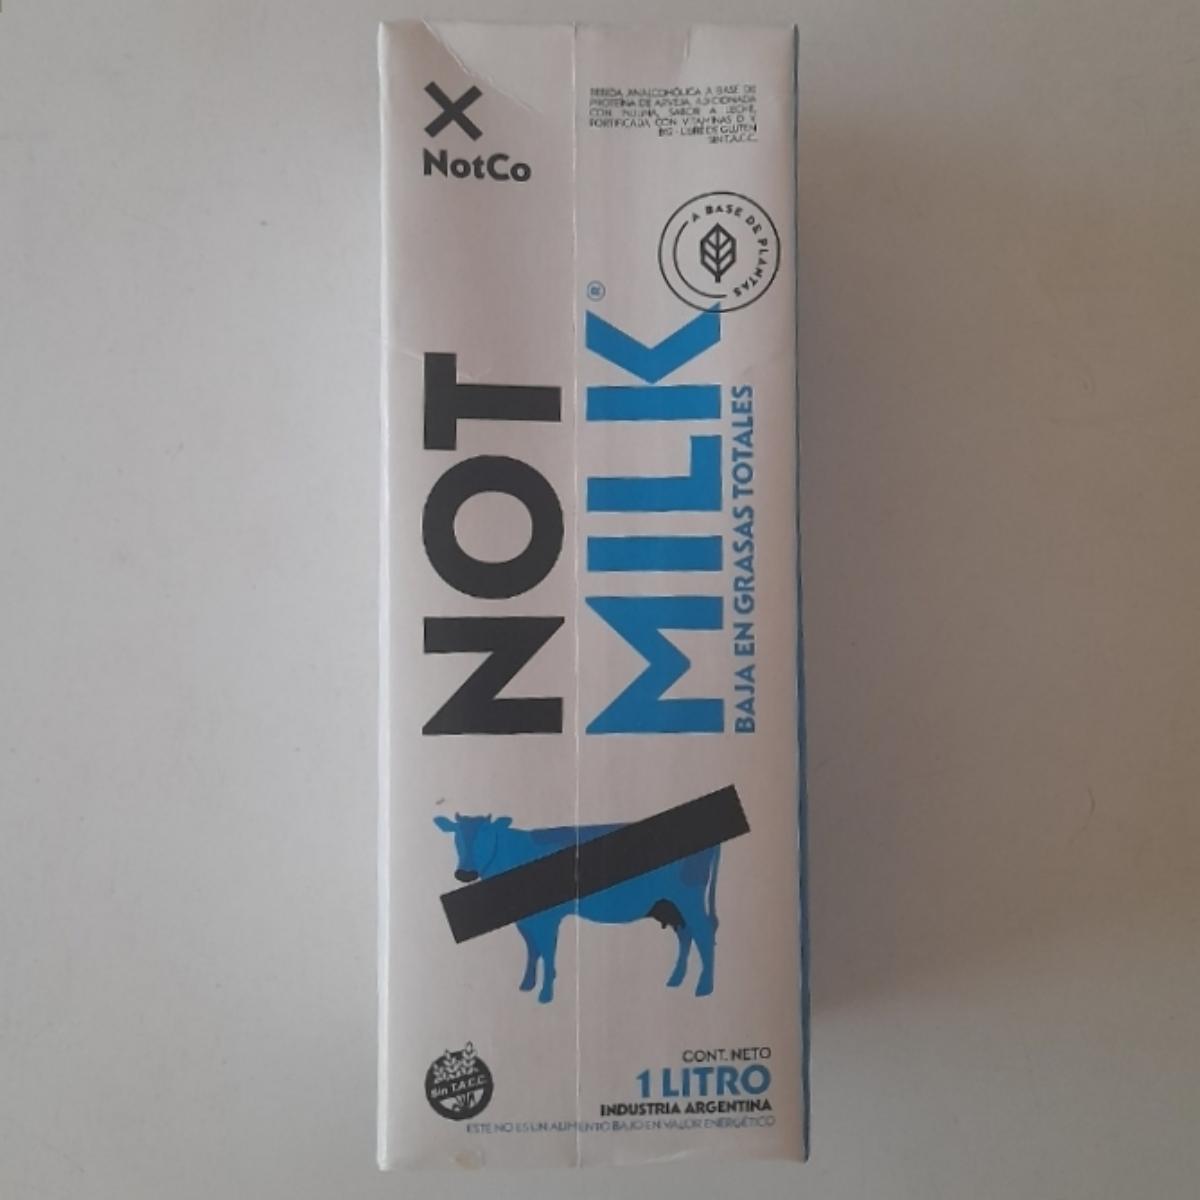 NotCo
BEBIDA ANALCOHÓLICA A BASE DE
PROTEÍNA DE ARVEJA, ADICIONADA
CON INULINA, SABOR A LECHE,
FORTIFICADA CON VITAMINAS D Y
B12 - LIBRE DE GLUTEN
SIN T.A.C.C.
A BASE DE PLANTAS
NOT
MILK®
BAJA EN GRASAS TOTALES
Sin T.A.C.C.
CONT. NETO
1 LITRO
INDUSTRIA ARGENTINA
ESTE NO ES UN ALIMENTO BAJO EN VALOR ENERGÉTICO